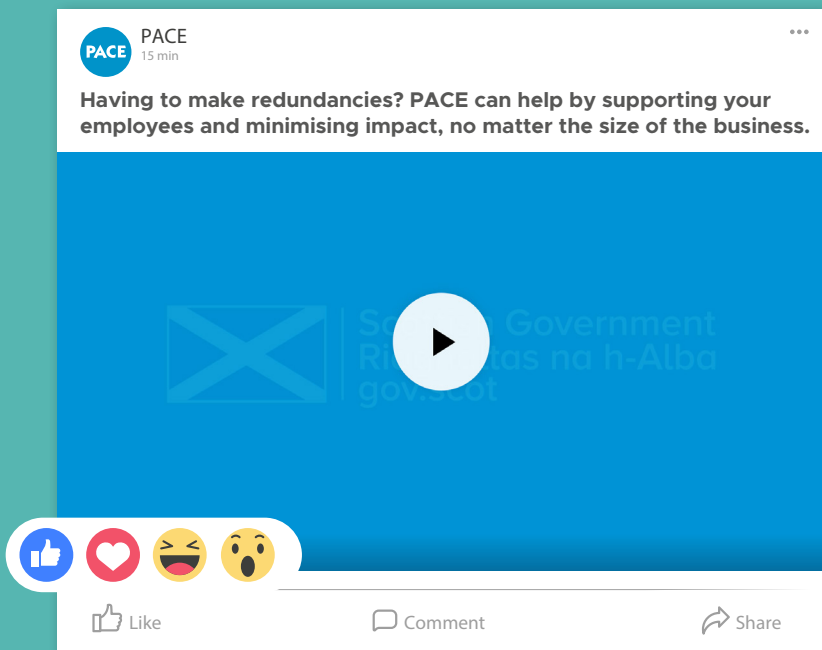 PACE
PACE
15 min
Having to make redundancies? PACE can help by supporting your
employees and minimising impact, no matter the size of the business.
Government
na h-Alba
Like
Comment
Share